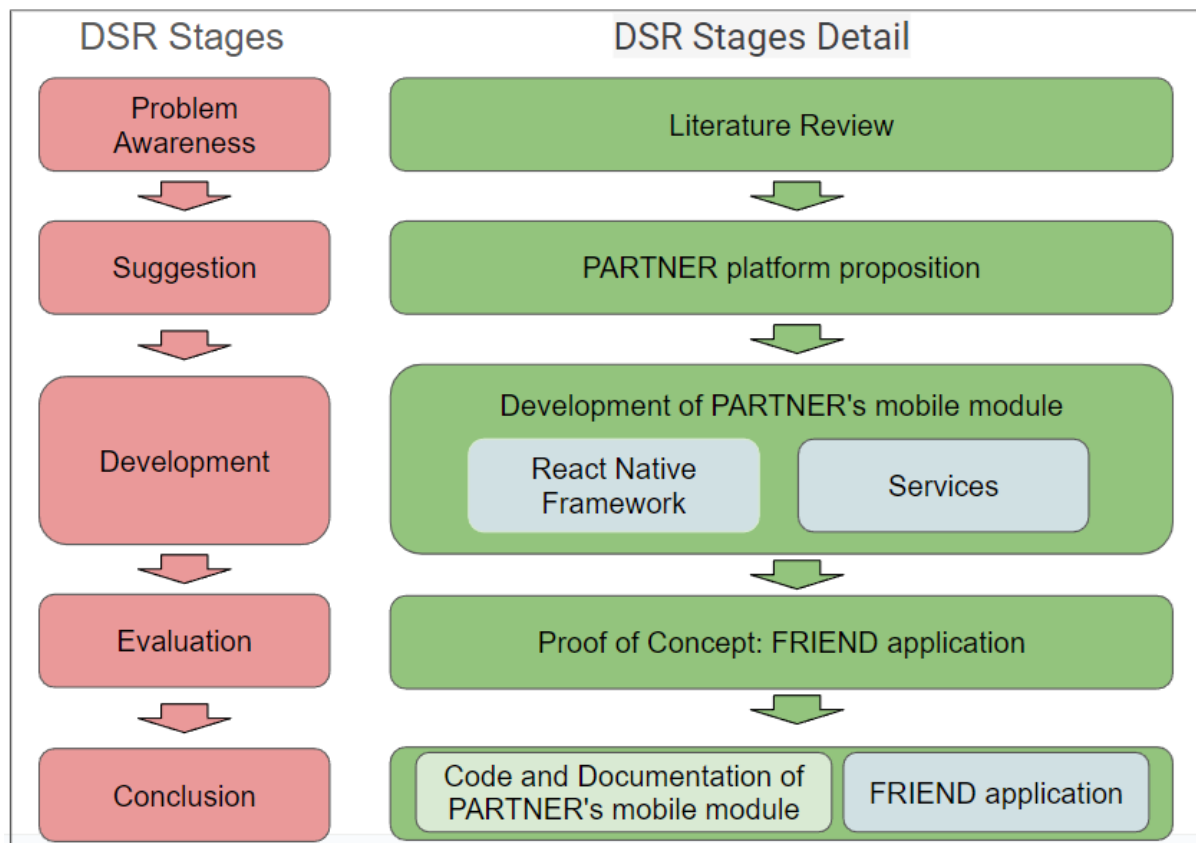 DSR Stages
DSR Stages Detail
Problem
Awareness
Literature Review
Suggestion
PARTNER platform proposition
Development
Development of PARTNER's mobile module
React Native
Framework
Services
Evaluation
Proof of Concept: FRIEND application
Conclusion
Code and Documentation of
PARTNER's mobile module
FRIEND application